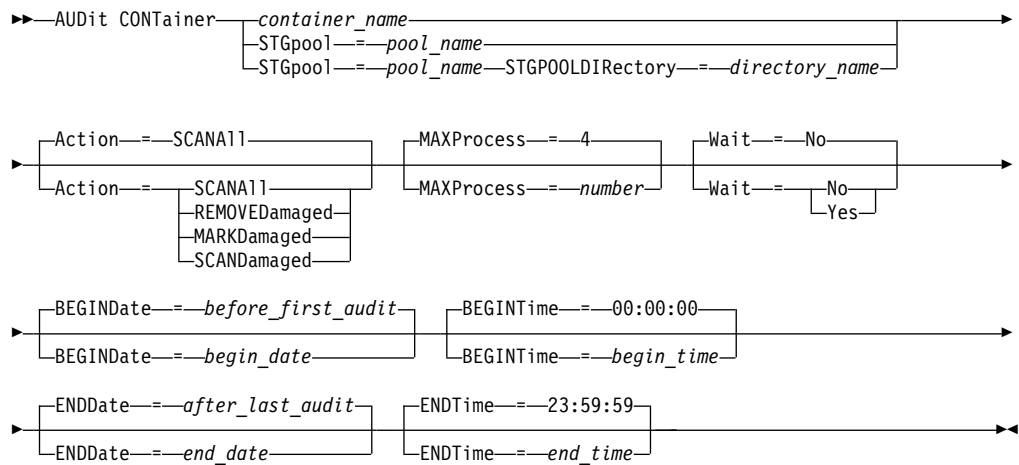 AUDit CONTainer container_name
STGpool = pool_name
STGpool = pool_name STGPOOLDIRectory = directory_name
Action = SCANAll MAXProcess = 4 Wait = No
Action = SCANAll MAXProcess = number Wait = No
REMOVEDamaged Yes
MARKDamaged
SCANDamaged
BEGINDate = before_first_audit BEGINTime = 00:00:00
BEGINDate = begin_date BEGINTime = begin_time
ENDDate = after_last_audit ENDTime = 23:59:59
ENDDate = end_date ENDTime = end_time